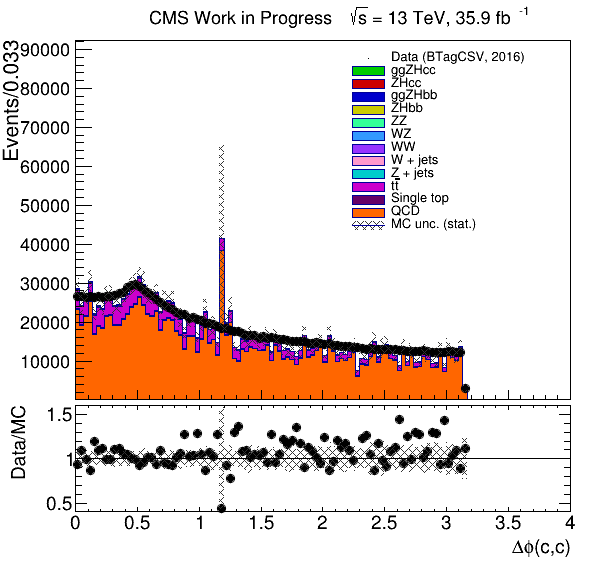 CMS Work in Progress √s = 13 TeV, 35.9 fb⁻¹
Events/0.033
90000
80000
70000
60000
50000
40000
30000
20000
10000
Data (BTagCSV, 2016)
ggZHcc
ZHcc
ggZHbb
ZHbb
ZZ
WZ
WW
W + jets
Z + jets
tt̄
Single top
QCD
MC unc. (stat.)
Data/MC
1.5
1
0.5
0 0.5 1 1.5 2 2.5 3 3.5 4
Δϕ(c,c)